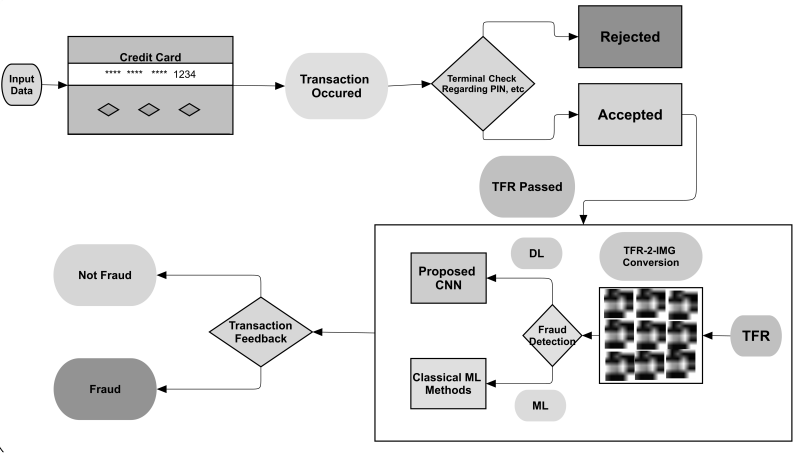 Input
Data
Credit Card
**** **** **** 1234
Transaction
Occured
Terminal Check
Regarding PIN, etc
Rejected
Accepted
TFR Passed
TFR-2-IMG
Conversion
TFR
DL
Proposed
CNN
Fraud
Detection
Classical ML
Methods
ML
Transaction
Feedback
Not Fraud
Fraud